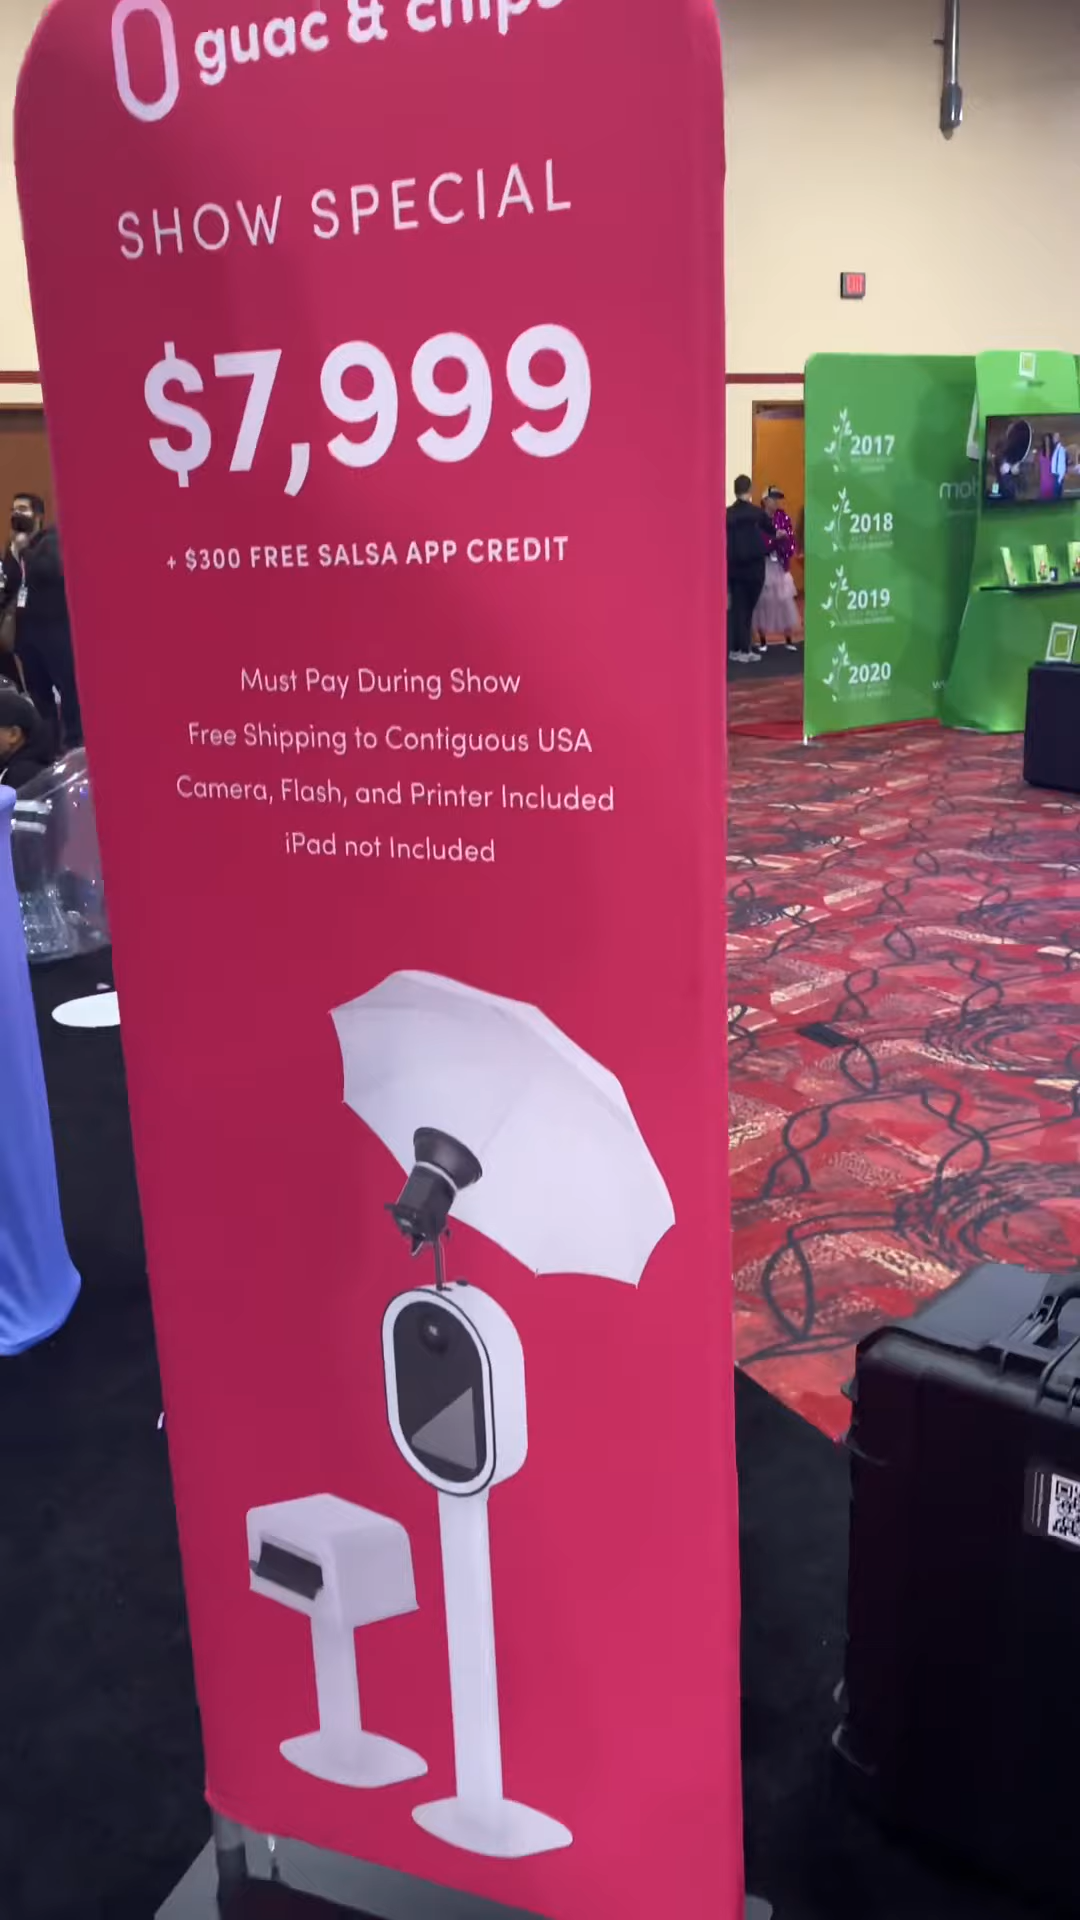 guac & chips
SHOW SPECIAL
$7,999
+ $300 FREE SALSA APP CREDIT
Must Pay During Show
Free Shipping to Contiguous USA
Camera, Flash, and Printer Included
iPad not Included
2017
2018
2019
2020